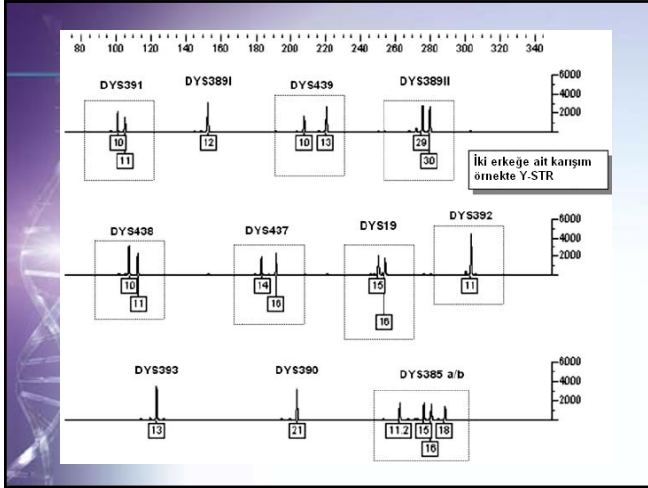 80 100 120 140 160 180 200 220 240 260 280 300 320 340
DYS391 DYS389I DYS439 DYS389II
6000
4000
2000
10 12 10 13 29
11 30
İki erkeğe ait karışım
örnekte Y-STR
DYS438 DYS437 DYS19 DYS392
6000
4000
2000
10 14 15 11
11 16
16
DYS393 DYS390 DYS385 a/b
6000
4000
2000
13 21 11.2 15 18
16